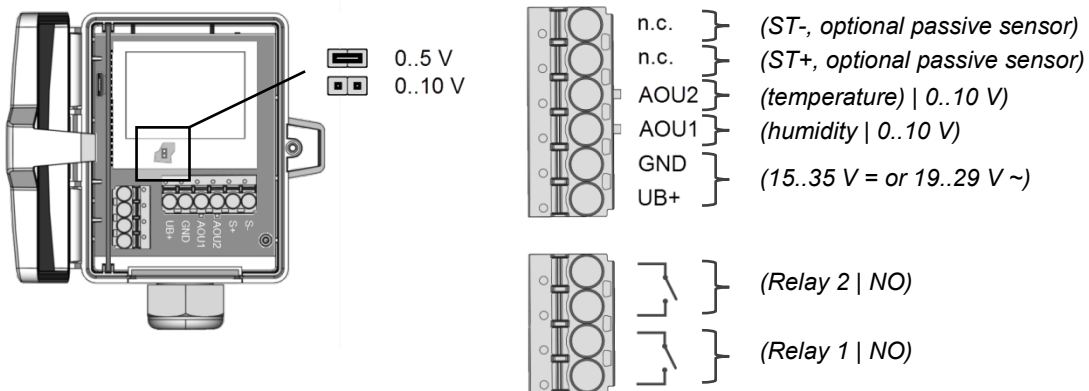 0..5 V
0..10 V
UB+
GND
AOU1
AOU2
S+
S-
n.c. (ST-, optional passive sensor)
n.c. (ST+, optional passive sensor)
AOU2 (temperature) | 0..10 V)
AOU1 (humidity | 0..10 V)
GND
UB+
(15..35 V = or 19..29 V ~)
(Relay 2 | NO)
(Relay 1 | NO)